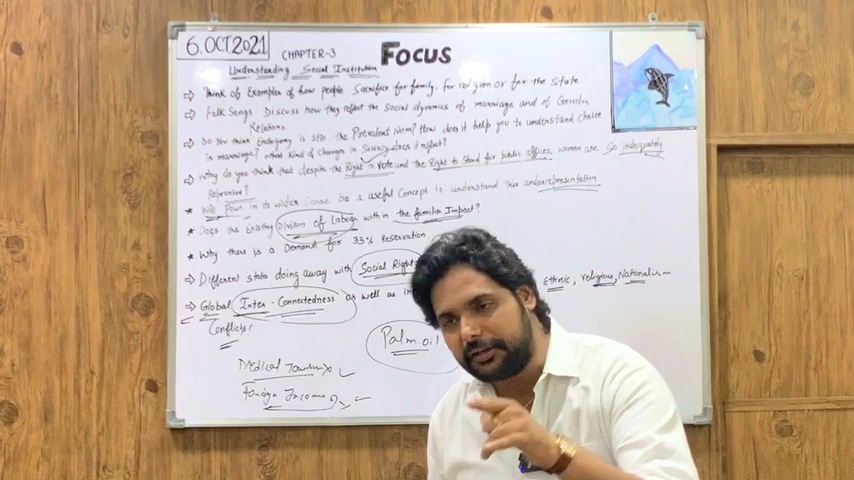 6.OCT2021
CHAPTER-3
FOCUS
Understanding Social Institution
⇒ Think of Examples of how people Sacrifice for family. For religion or for the State
⇒ Folk Songs: Discuss how they reflect the Social dynamics of marriage and of Gender
Relations
⇒ Do you think Endogamy is still the Prevalent Norm? How does it help you to understand choice
in marriage? What kind of changes in Society does it reflect?
⇒ Why do you think that despite the Right to vote and the Right to Stand for public offices, women are so inadequately
Represented?
* Will Power in its wider Sense be a useful Concept to understand this underrepresentation
* Does the Existing Division of Labour within the families Impact?
* Why there is a Demand for 33% Reservation
⇒ Different state doing away with Social Rights
⇒ Global Inter-Connectedness as well as in Ethnic, religious, Nationalism
Conflicts!
Palm oil
Medical Tourism
Foreign Income